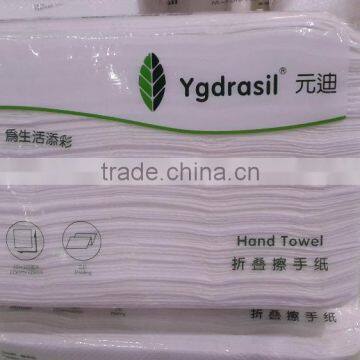 Ygdrasil® 元迪
為生活添彩
trade.china.cn
Hand Towel
折叠擦手纸
折叠擦手纸